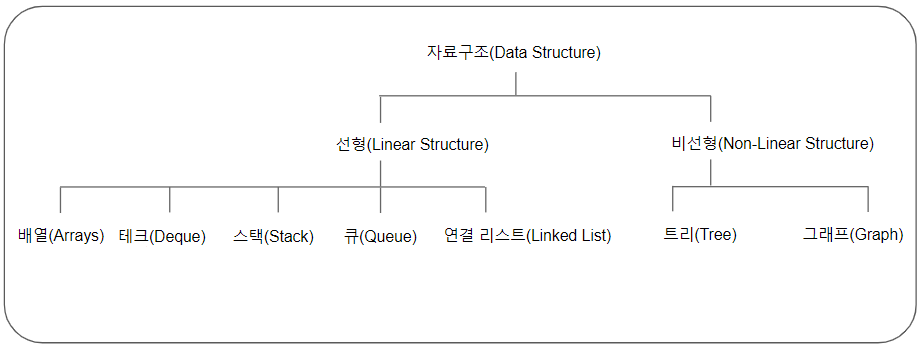 자료구조(Data Structure)
선형(Linear Structure)
비선형(Non-Linear Structure)
배열(Arrays)
테크(Deque)
스택(Stack)
큐(Queue)
연결 리스트(Linked List)
트리(Tree)
그래프(Graph)